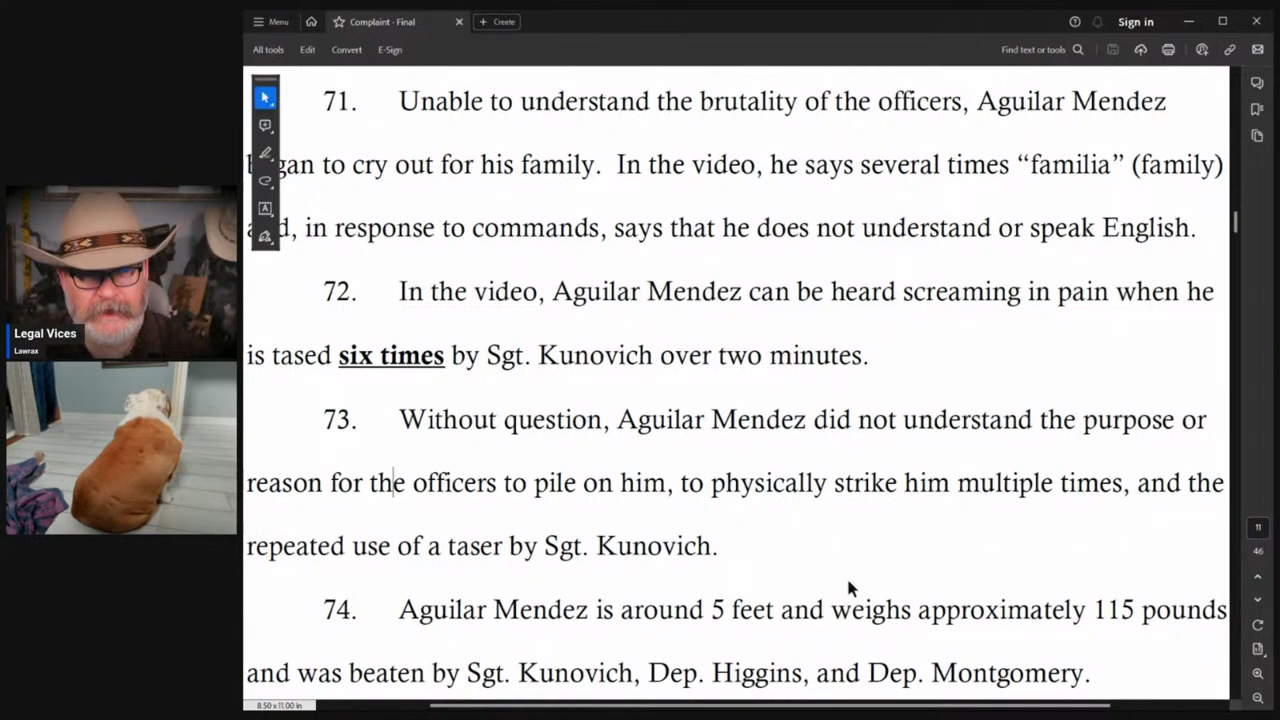 Menu
Complaint - Final
Create
Sign in
All tools
Edit
Convert
E-Sign
Find text or tools
71. Unable to understand the brutality of the officers, Aguilar Mendez
gan to cry out for his family. In the video, he says several times “familia” (family)
d, in response to commands, says that he does not understand or speak English.
72. In the video, Aguilar Mendez can be heard screaming in pain when he
is tased six times by Sgt. Kunovich over two minutes.
73. Without question, Aguilar Mendez did not understand the purpose or
reason for the officers to pile on him, to physically strike him multiple times, and the
repeated use of a taser by Sgt. Kunovich.
74. Aguilar Mendez is around 5 feet and weighs approximately 115 pounds
and was beaten by Sgt. Kunovich, Dep. Higgins, and Dep. Montgomery.
Legal Vices
Lawrax
11
46
8.50 x 11.00 in